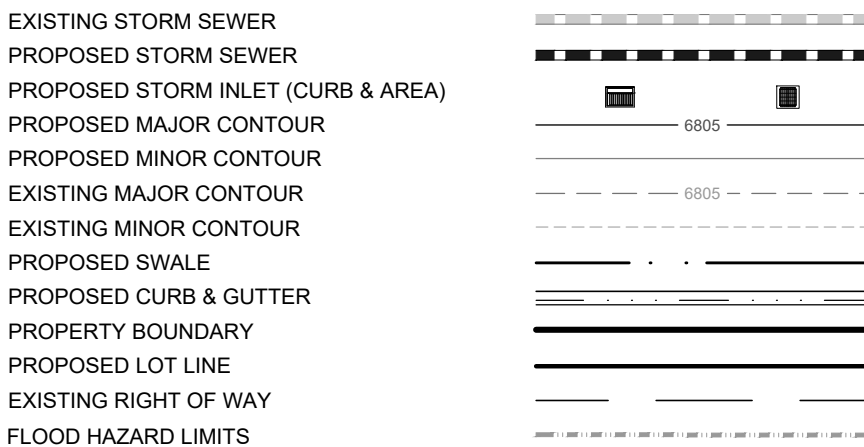 EXISTING STORM SEWER
PROPOSED STORM SEWER
PROPOSED STORM INLET (CURB & AREA)
PROPOSED MAJOR CONTOUR 6805
PROPOSED MINOR CONTOUR
EXISTING MAJOR CONTOUR 6805
EXISTING MINOR CONTOUR
PROPOSED SWALE
PROPOSED CURB & GUTTER
PROPERTY BOUNDARY
PROPOSED LOT LINE
EXISTING RIGHT OF WAY
FLOOD HAZARD LIMITS